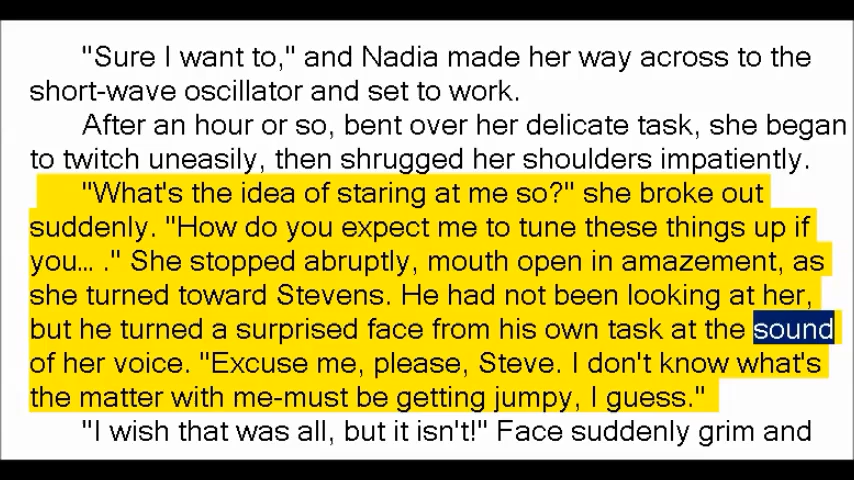 "Sure I want to," and Nadia made her way across to the
short-wave oscillator and set to work.
After an hour or so, bent over her delicate task, she began
to twitch uneasily, then shrugged her shoulders impatiently.
"What's the idea of staring at me so?" she broke out
suddenly. "How do you expect me to tune these things up if
you... ." She stopped abruptly, mouth open in amazement, as
she turned toward Stevens. He had not been looking at her,
but he turned a surprised face from his own task at the sound
of her voice. "Excuse me, please, Steve. I don't know what's
the matter with me-must be getting jumpy, I guess."
"I wish that was all, but it isn't!" Face suddenly grim and